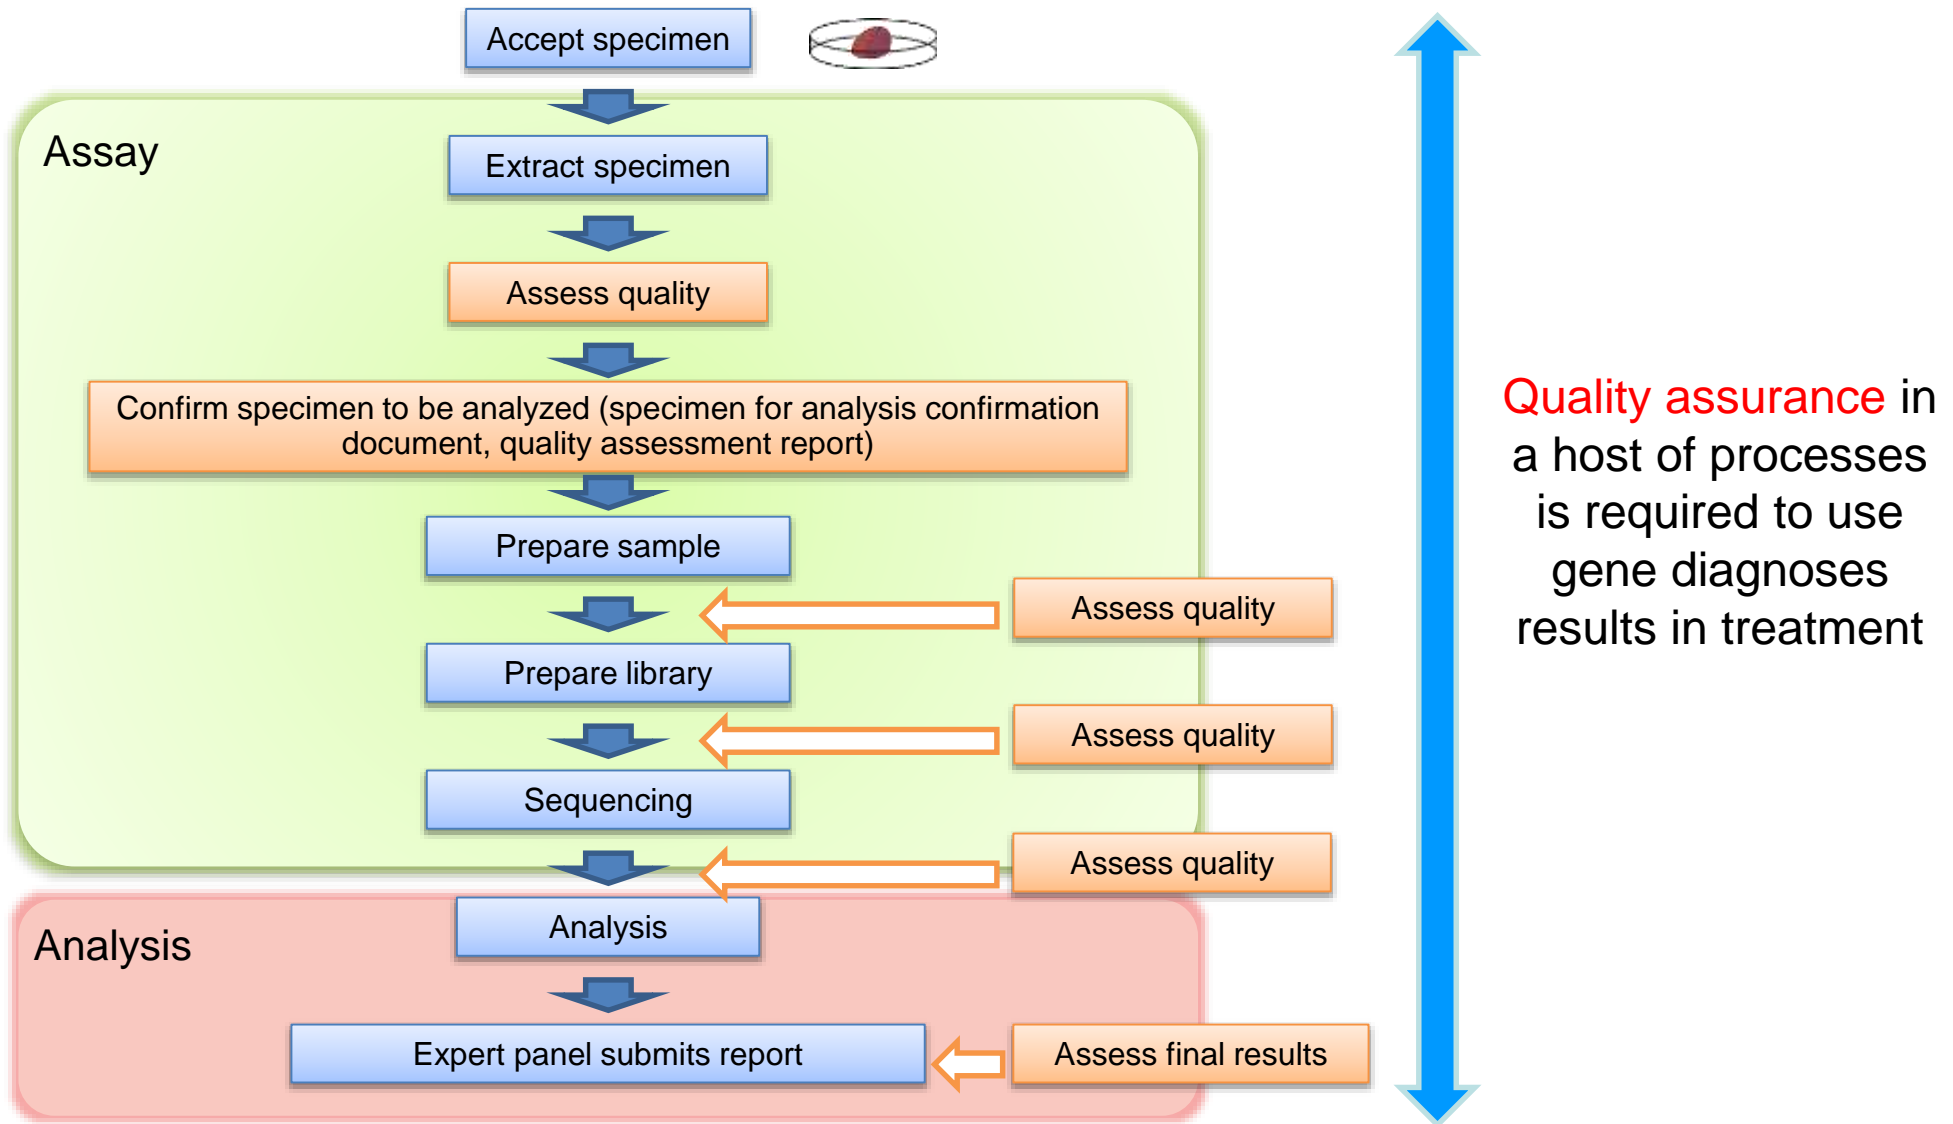 Accept specimen
Assay
Extract specimen
Assess quality
Confirm specimen to be analyzed (specimen for analysis confirmation
document, quality assessment report)
Prepare sample
Assess quality
Prepare library
Assess quality
Sequencing
Assess quality
Analysis
Analysis
Expert panel submits report
Assess final results
Quality assurance in
a host of processes
is required to use
gene diagnoses
results in treatment